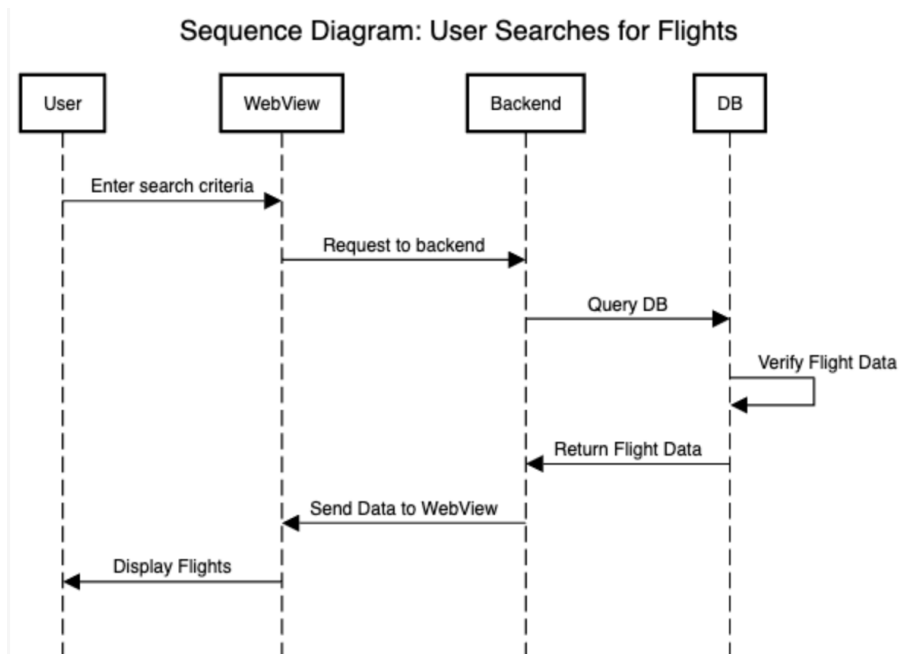 Sequence Diagram: User Searches for Flights
User
WebView
Backend
DB
Enter search criteria
Request to backend
Query DB
Verify Flight Data
Return Flight Data
Send Data to WebView
Display Flights